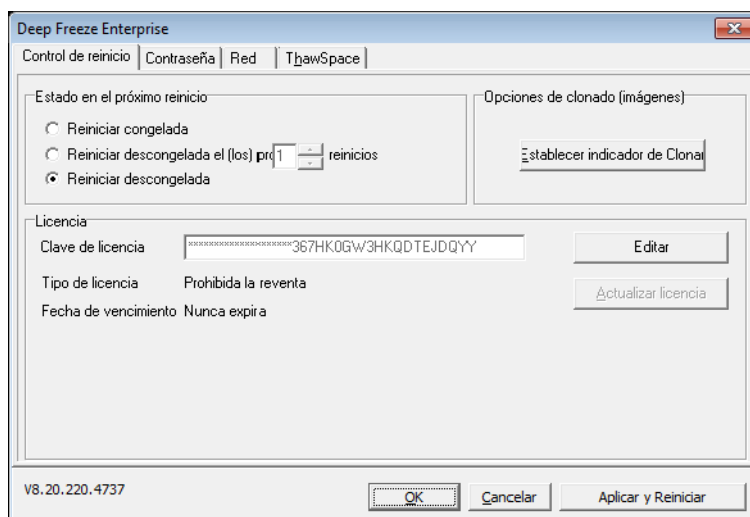 Deep Freeze Enterprise
Control de reinicio Contraseña Red ThawSpace
Estado en el próximo reinicio
Reiniciar congelada
Reiniciar descongelada el (los) pró 1 reinicios
Reiniciar descongelada
Opciones de clonado (imágenes)
Establecer indicador de Clonar
Licencia
Clave de licencia ********************367HK0GW3HKQDTEJDQYY Editar
Tipo de licencia Prohibida la reventa Actualizar licencia
Fecha de vencimiento Nunca expira
V8.20.220.4737 OK Cancelar Aplicar y Reiniciar